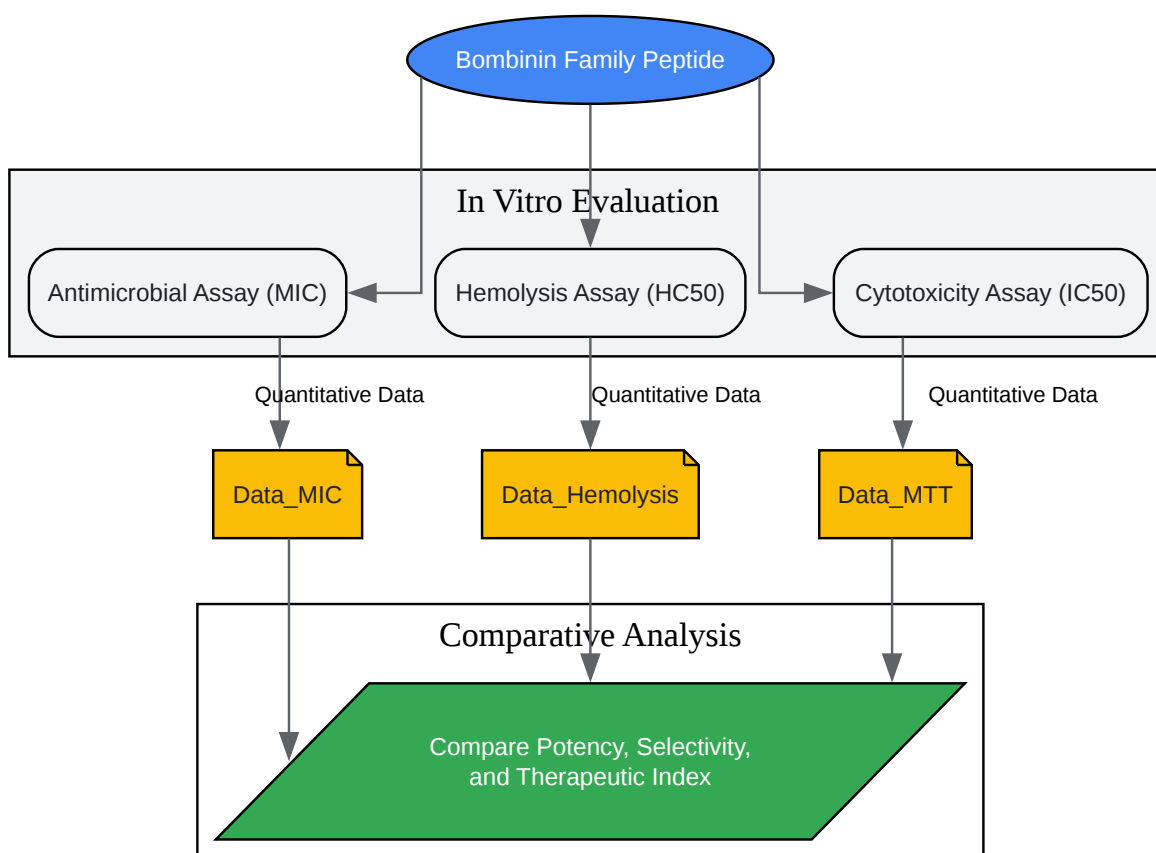 Bombinin Family Peptide
In Vitro Evaluation
Antimicrobial Assay (MIC)
Hemolysis Assay (HC50)
Cytotoxicity Assay (IC50)
Quantitative Data
Quantitative Data
Quantitative Data
Data_MIC
Data_Hemolysis
Data_MTT
Comparative Analysis
Compare Potency, Selectivity,
and Therapeutic Index